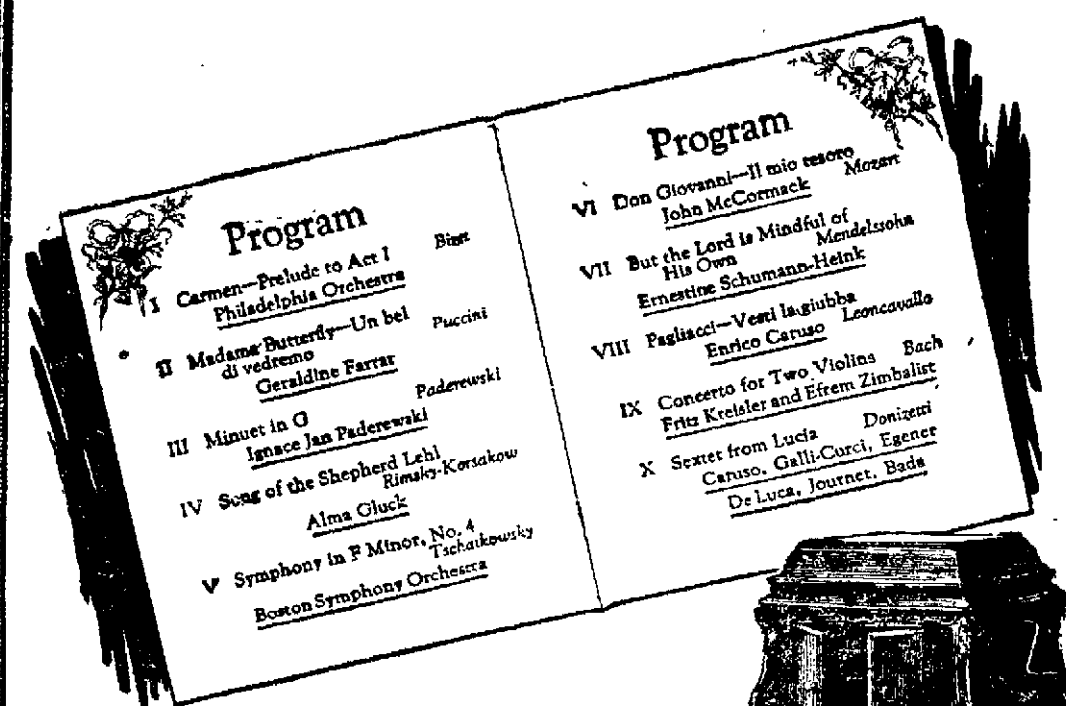 Program
I Carmen—Prelude to Act I Bizet
Philadelphia Orchestra
II Madama Butterfly—Un bel Puccini
di vedremo
Geraldine Farrar
III Minuet in G Paderewski
Ignace Jan Paderewski
IV Song of the Shepherd Lehl
Rimsky-Korsakow
Alma Gluck
V Symphony in F Minor, No. 4
Tschaikowsky
Boston Symphony Orchestra
Program
VI Don Giovanni—Il mio tesoro
Mozart
John McCormack
VII But the Lord is Mindful of
His Own Mendelssohn
Ernestine Schumann-Heink
VIII Pagliacci—Vesti la giubba
Leoncavallo
Enrico Caruso
IX Concerto for Two Violins Bach
Fritz Kreisler and Efrem Zimbalist
X Sextet from Lucia Donizetti
Caruso, Galli-Curci, Egener
De Luca, Journet, Bada